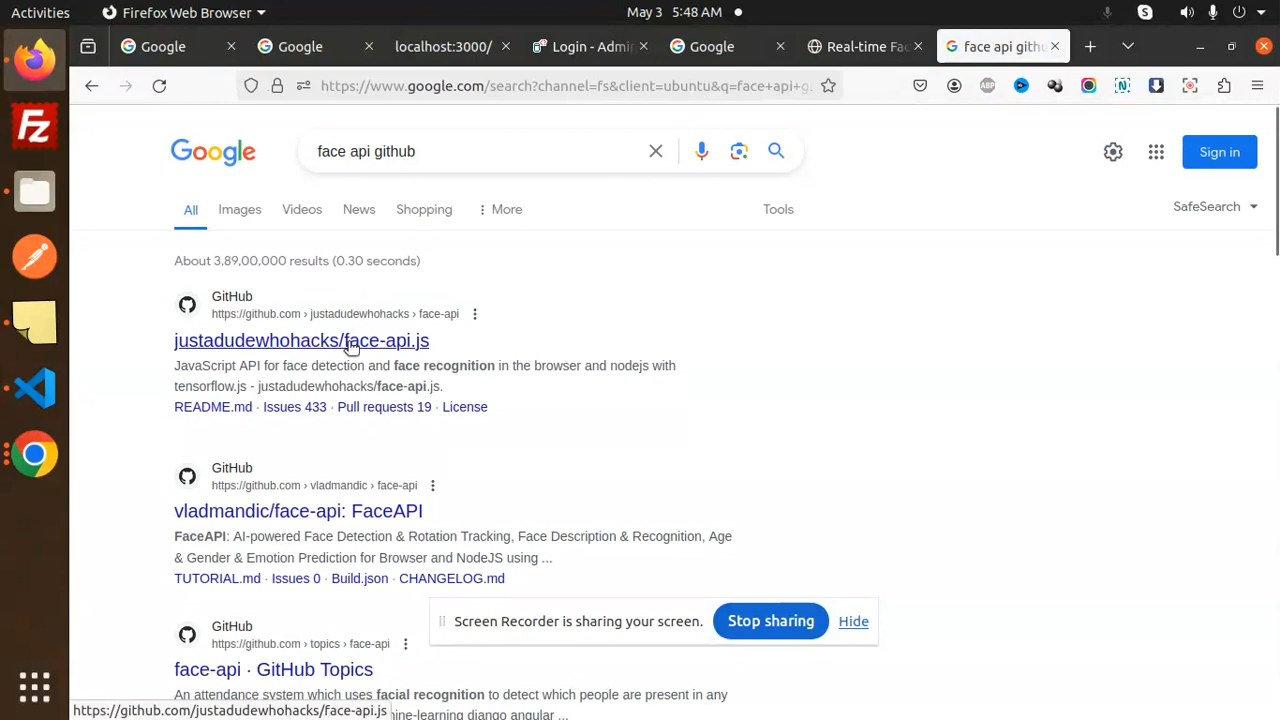 Activities
Firefox Web Browser
May 3 5:48 AM
Google
Google
localhost:3000/
Login - Admi
Google
Real-time Fac
face api gith
https://www.google.com/search?channel=fs&client=ubuntu&q=face+api+g
Google
face api github
Sign in
All
Images
Videos
News
Shopping
More
Tools
SafeSearch
About 3,89,00,000 results (0.30 seconds)
GitHub
https://github.com › justadudewhohacks › face-api
justadudewhohacks/face-api.js
JavaScript API for face detection and face recognition in the browser and nodejs with
tensorflow.js - justadudewhohacks/face-api.js.
README.md · Issues 433 · Pull requests 19 · License
GitHub
https://github.com › vladmandic › face-api
vladmandic/face-api: FaceAPI
FaceAPI: AI-powered Face Detection & Rotation Tracking, Face Description & Recognition, Age
& Gender & Emotion Prediction for Browser and NodeJS using ...
TUTORIAL.md · Issues 0 · Build.json · CHANGELOG.md
Screen Recorder is sharing your screen.
Stop sharing
Hide
GitHub
https://github.com › topics › face-api
face-api · GitHub Topics
An attendance system which uses facial recognition to detect which people are present in any
https://github.com/justadudewhohacks/face-api.js
hine-learning django angular ...